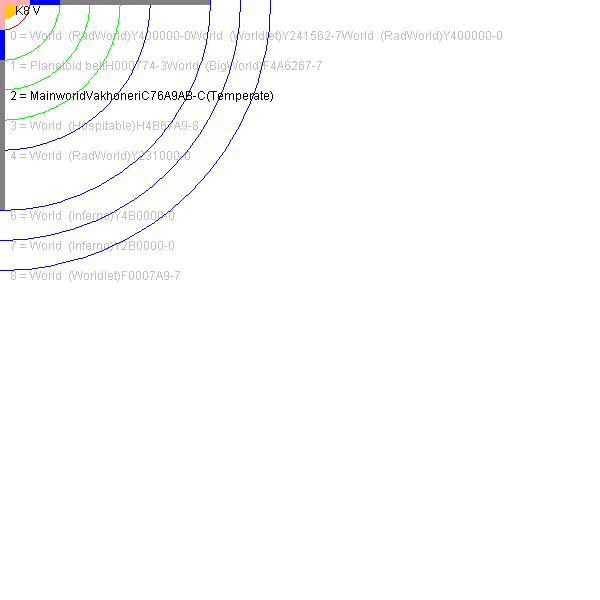 K8 V
0 = World  (RadWorld)Y400000-0World  (Worldlet)Y241562-7World  (RadWorld)Y400000-0
1 = Planetoid beltH000774-3World  (BigWorld)F4A6267-7
2 = MainworldVakhoneriC76A9AB-C(Temperate)
3 = World  (Hospitable)H4B67A9-8
4 = World  (RadWorld)Y231000-0
6 = World  (Inferno)Y4B0000-0
7 = World  (Inferno)Y2B0000-0
8 = World  (Worldlet)F0007A9-7